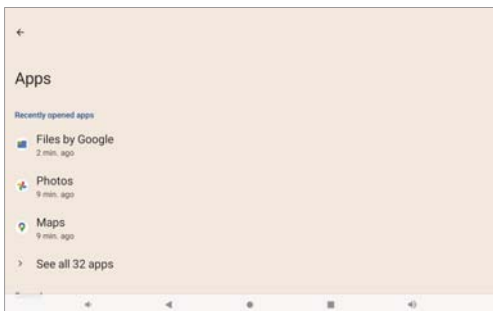 Apps
Recently opened apps
Files by Google
2 min. ago
Photos
9 min. ago
Maps
9 min. ago
See all 32 apps